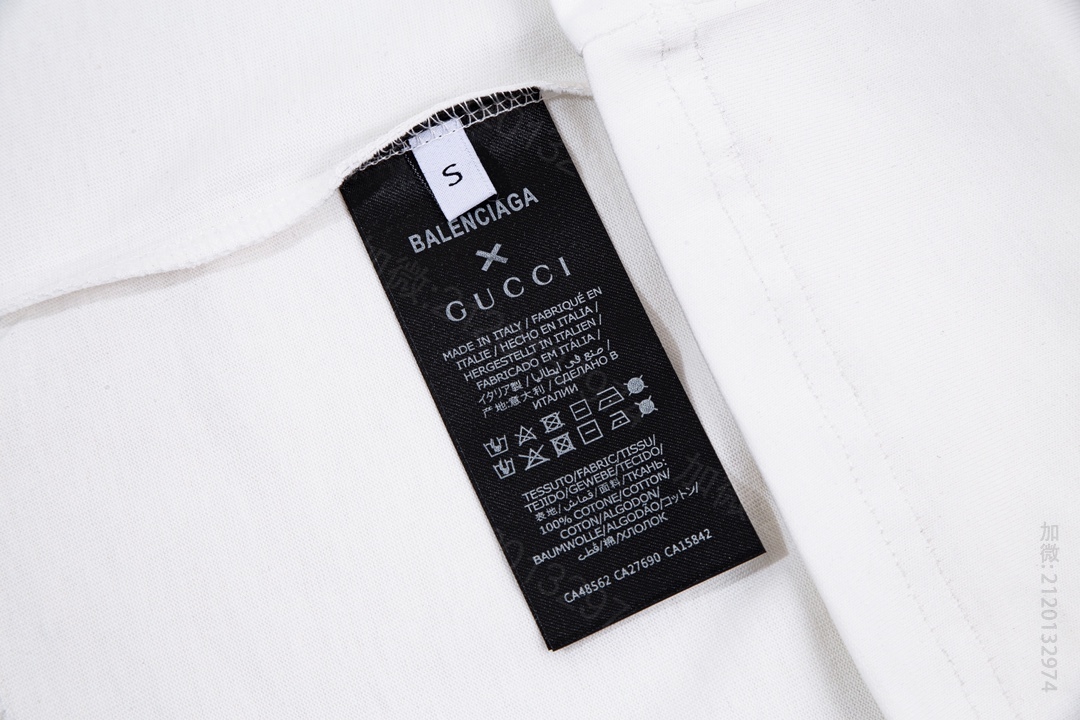 S
BALENCIAGA
X
GUCCI
MADE IN ITALY / FABRIQUÉ EN
ITALIE / HECHO EN ITALIA /
HERGESTELLT IN ITALIEN /
FABRICADO EM ITÁLIA /
イタリア製 / صنع في ايطاليا /
产地:意大利 / СДЕЛАНО В
ИТАЛИИ
TESSUTO/FABRIC/TISSU/
TEJIDO/GEWEBE/TECIDO/
表地/قماش/面料/ТКАНЬ:
100% COTONE/COTTON/
COTON/ALGODON/
BAUMWOLLE/ALGODÃO/コットン/
قطن/棉/ХЛОПОК
CA48562 CA27690 CA15842
加微: 2120132974